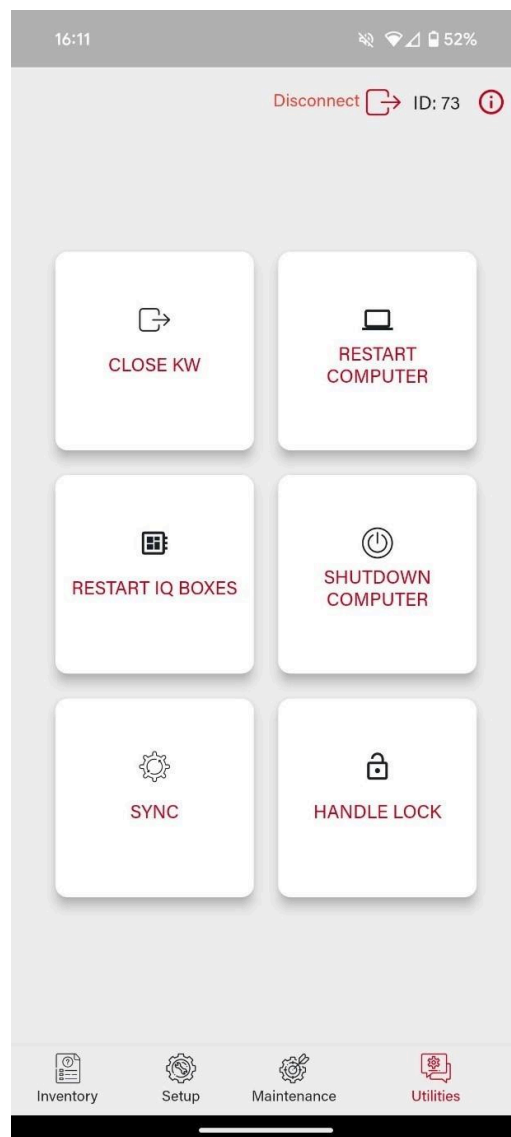 16:11
52%
Disconnect ID: 73
CLOSE KW
RESTART
COMPUTER
RESTART IQ BOXES
SHUTDOWN
COMPUTER
SYNC
HANDLE LOCK
Inventory
Setup
Maintenance
Utilities